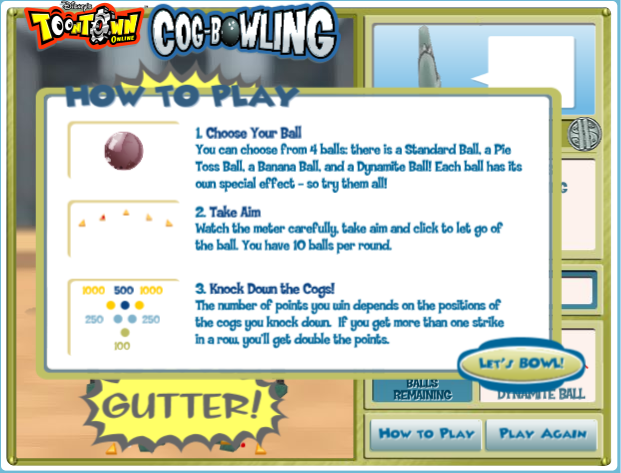 Disney's
TOONTOWN
ONLINE
COG-BOWLING
HOW TO PLAY
1. Choose Your Ball
You can choose from 4 balls: there is a Standard Ball, a Pie
Toss Ball, a Banana Ball, and a Dynamite Ball! Each ball has its
own special effect - so try them all!
2. Take Aim
Watch the meter carefully, take aim and click to let go of
the ball. You have 10 balls per round.
1000 500 1000
250 250
100
3. Knock Down the Cogs!
The number of points you win depends on the positions of
the cogs you knock down. If you get more than one strike
in a row, you'll get double the points.
LET'S BOWL!
GUTTER!
BALLS
REMAINING
DYNAMITE BALL
HOW TO PLAY
PLAY AGAIN